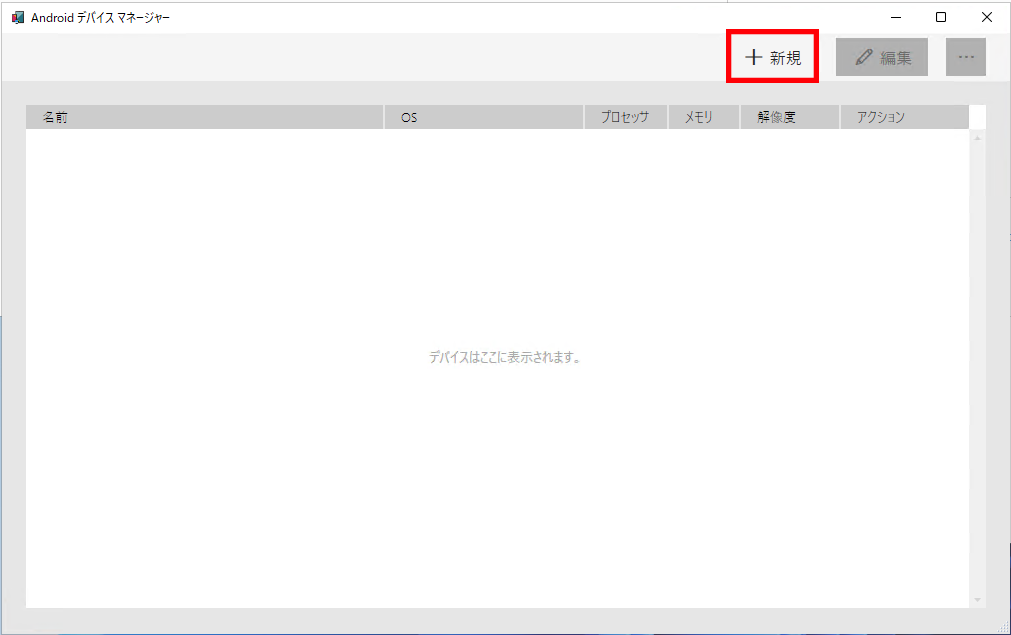 Android デバイス マネージャー
＋ 新規 編集 ...
名前 OS プロセッサ メモリ 解像度 アクション
デバイスはここに表示されます。